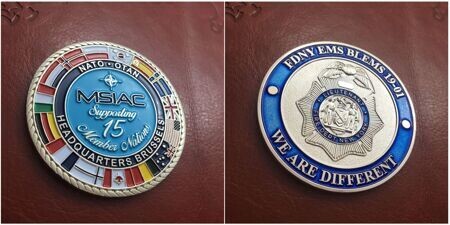 NATO · OTAN
MSIAC
Supporting
15
Member Nations
HEADQUARTERS BRUSSELS
FDNY EMS BLEMS 19-01
WE ARE DIFFERENT